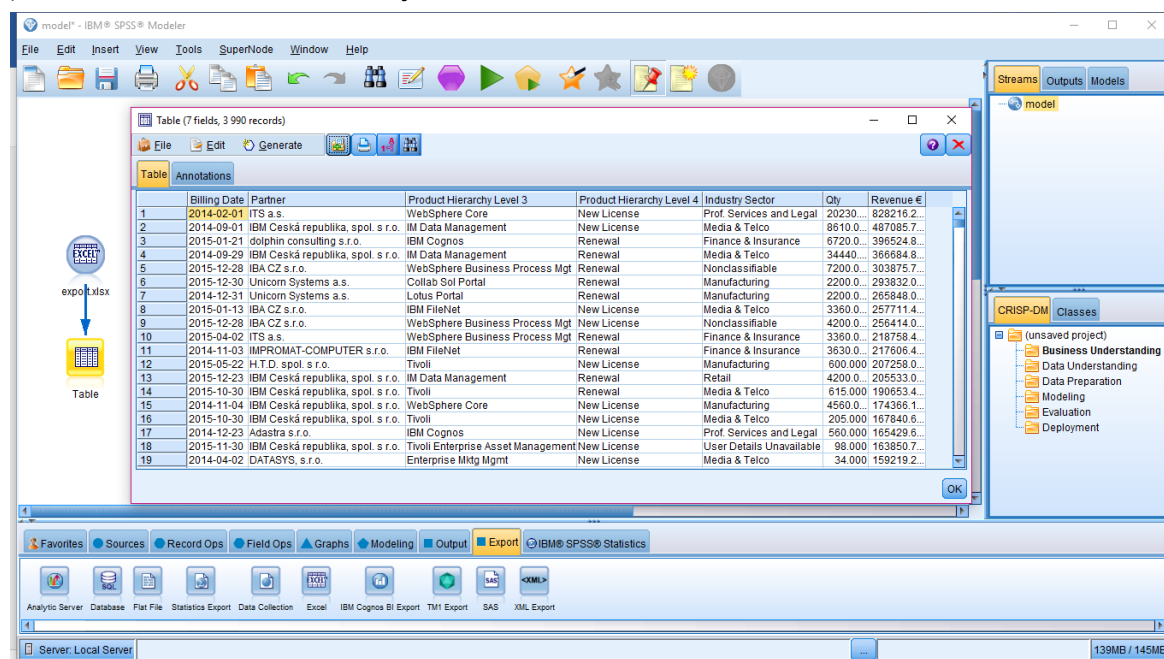 model* - IBM® SPSS® Modeler
File Edit Insert View Tools SuperNode Window Help
Streams Outputs Models
model
Table (7 fields, 3 990 records)
File Edit Generate
Table Annotations
Billing Date Partner Product Hierarchy Level 3 Product Hierarchy Level 4 Industry Sector Qty Revenue €
1 2014-02-01 ITS a.s. WebSphere Core New License Prof. Services and Legal 20230... 828216.2...
2 2014-09-01 IBM Ceská republika, spol. s r.o. IM Data Management New License Media & Telco 8610.0... 487085.7...
3 2015-01-21 dolphin consulting s.r.o. IBM Cognos Renewal Finance & Insurance 6720.0... 396524.8...
4 2014-09-29 IBM Ceská republika, spol. s r.o. IM Data Management Renewal Media & Telco 34440... 366684.8...
5 2015-12-28 IBA CZ s.r.o. WebSphere Business Process Mgt Renewal Nonclassifiable 7200.0... 303875.7...
6 2015-12-30 Unicorn Systems a.s. Collab Sol Portal Renewal Manufacturing 2200.0... 293832.0...
7 2014-12-31 Unicorn Systems a.s. Lotus Portal Renewal Manufacturing 2200.0... 265848.0...
8 2015-01-13 IBA CZ s.r.o. IBM FileNet New License Media & Telco 3360.0... 257711.4...
9 2015-12-28 IBA CZ s.r.o. WebSphere Business Process Mgt Renewal Nonclassifiable 4200.0... 256414.0...
10 2015-04-02 ITS a.s. WebSphere Business Process Mgt Renewal Finance & Insurance 3360.0... 218758.4...
11 2014-11-03 IMPROMAT-COMPUTER s.r.o. IBM FileNet New License Finance & Insurance 3630.0... 217606.4...
12 2015-05-22 H.T.D. spol. s r.o. Tivoli New License Manufacturing 600.000 207258.0...
13 2015-12-23 IBM Ceská republika, spol. s r.o. IM Data Management Renewal Retail 4200.0... 205533.0...
14 2015-10-30 IBM Ceská republika, spol. s r.o. Tivoli Renewal Media & Telco 615.000 190653.4...
15 2014-11-04 IBM Ceská republika, spol. s r.o. WebSphere Core New License Manufacturing 4560.0... 174366.1...
16 2015-10-30 IBM Ceská republika, spol. s r.o. Tivoli New License Media & Telco 205.000 167840.6...
17 2014-12-23 Adastra s.r.o. IBM Cognos New License Prof. Services and Legal 560.000 165429.6...
18 2015-11-30 IBM Ceská republika, spol. s r.o. Tivoli Enterprise Asset Management New License User Details Unavailable 98.000 163850.7...
19 2014-04-02 DATASYS, s.r.o. Enterprise Mktg Mgmt New License Media & Telco 34.000 159219.2...
OK
EXCEL
export.xlsx
Table
CRISP-DM Classes
(unsaved project)
Business Understanding
Data Understanding
Data Preparation
Modeling
Evaluation
Deployment
Favorites Sources Record Ops Field Ops Graphs Modeling Output Export IBM® SPSS® Statistics
SQL EXCEL SAS <XML>
Analytic Server Database Flat File Statistics Export Data Collection Excel IBM Cognos BI Export TM1 Export SAS XML Export
Server: Local Server ... 139MB / 145MB